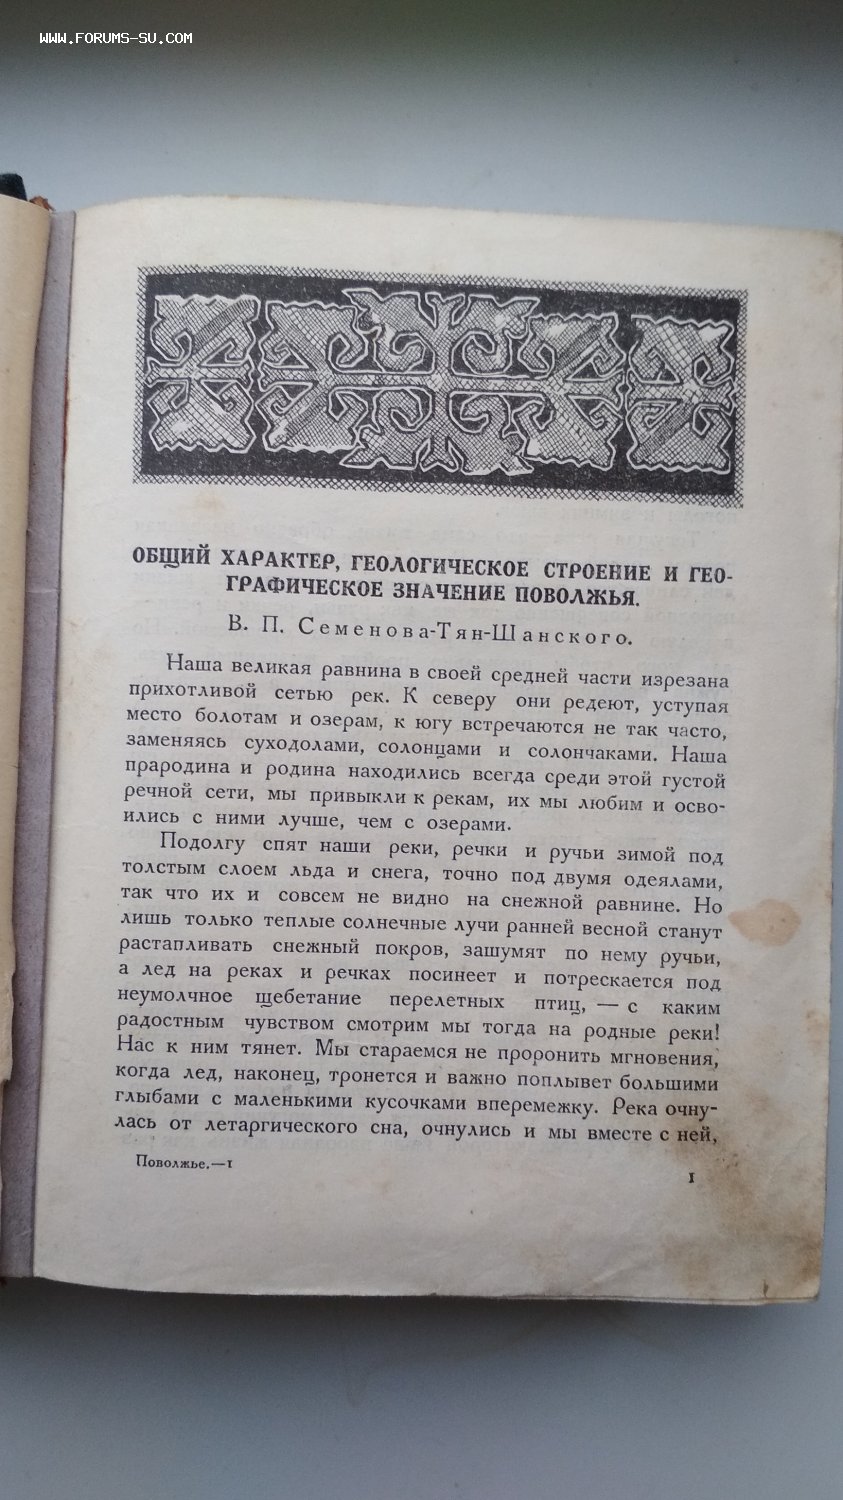 WWW.FORUMS-SU.COM
ОБЩИЙ ХАРАКТЕР, ГЕОЛОГИЧЕСКОЕ СТРОЕНИЕ И ГЕО-
ГРАФИЧЕСКОЕ ЗНАЧЕНИЕ ПОВОЛЖЬЯ.
В. П. Семенова-Тян-Шанского.
Наша великая равнина в своей средней части изрезана
прихотливой сетью рек. К северу они редеют, уступая
место болотам и озерам, к югу встречаются не так часто,
заменяясь суходолами, солонцами и солончаками. Наша
прародина и родина находились всегда среди этой густой
речной сети, мы привыкли к рекам, их мы любим и осво-
ились с ними лучше, чем с озерами.
Подолгу спят наши реки, речки и ручьи зимой под
толстым слоем льда и снега, точно под двумя одеялами,
так что их и совсем не видно на снежной равнине. Но
лишь только теплые солнечные лучи ранней весной станут
растапливать снежный покров, зашумят по нему ручьи,
а лед на реках и речках посинеет и потрескается под
неумолчное щебетание перелетных птиц, — с каким
радостным чувством смотрим мы тогда на родные реки!
Нас к ним тянет. Мы стараемся не проронить мгновения,
когда лед, наконец, тронется и важно поплывет большими
глыбами с маленькими кусочками вперемежку. Река очну-
лась от летаргического сна, очнулись и мы вместе с ней,
Поволжье.—1
1